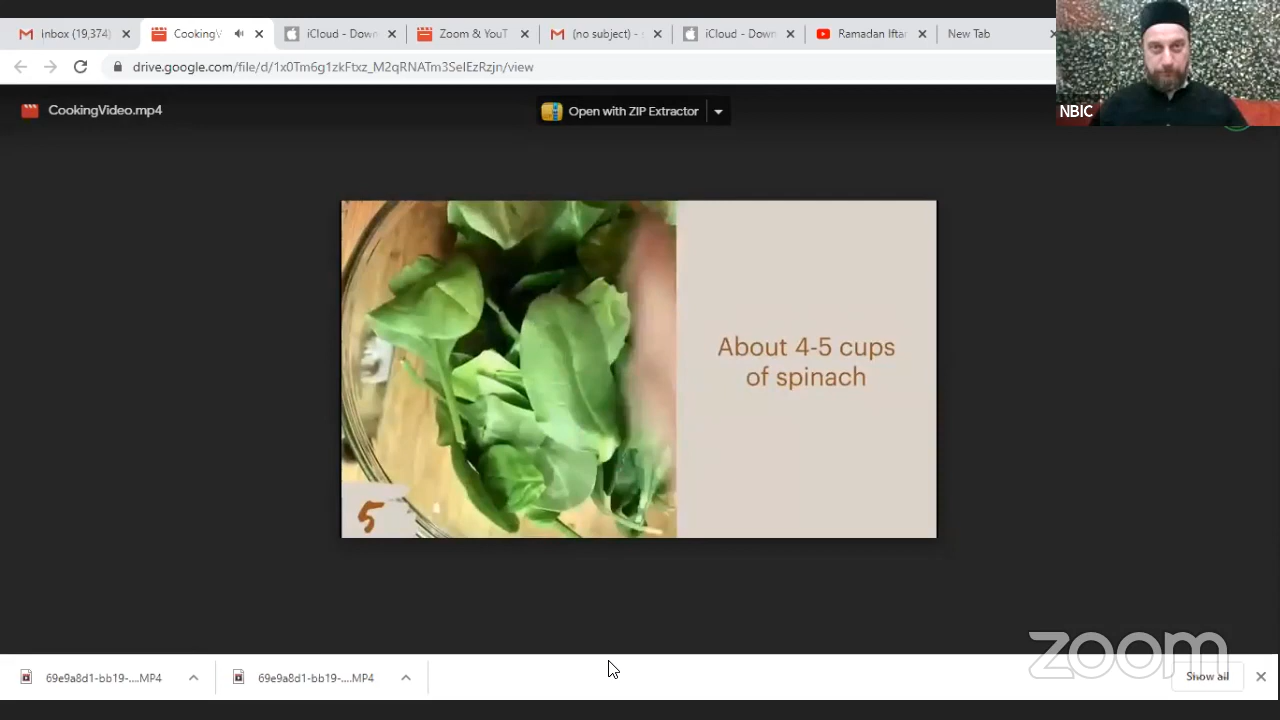 Inbox (19,374)
CookingV
iCloud - Down
Zoom & YouT
(no subject) - s
iCloud - Down
Ramadan Iftar
New Tab
drive.google.com/file/d/1x0Tm6g1zkFtxz_M2qRNATm3SeIEzRzjn/view
CookingVideo.mp4
Open with ZIP Extractor
NBIC
About 4-5 cups
of spinach
5
zoom
69e9a8d1-bb19-....MP4
69e9a8d1-bb19-....MP4
Show all